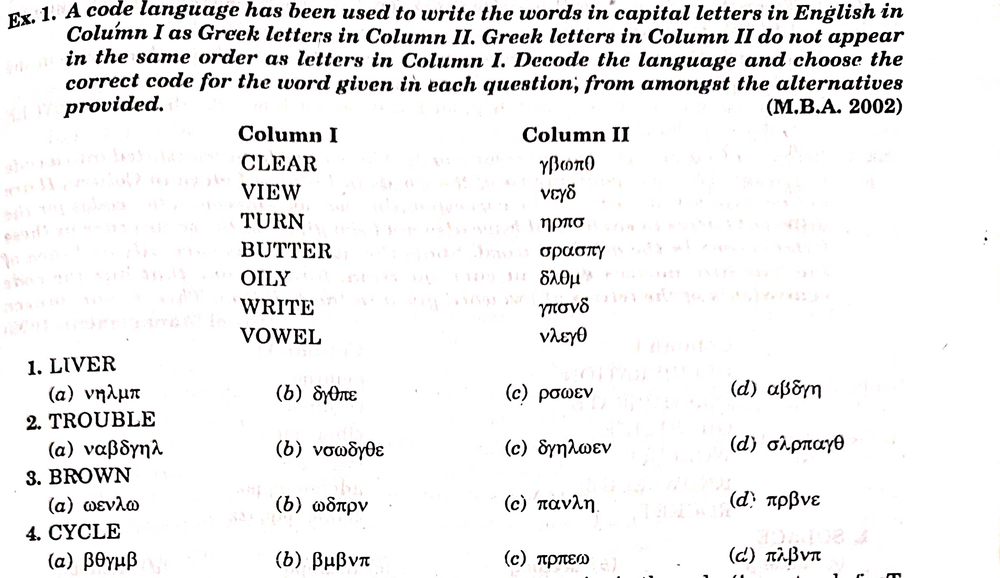 Ex. 1. A code language has been used to write the words in capital letters in English in
Column I as Greek letters in Column II. Greek letters in Column II do not appear
in the same order as letters in Column I. Decode the language and choose the
correct code for the word given in each question, from amongst the alternatives
provided. (M.B.A. 2002)
Column I Column II
CLEAR γβωπθ
VIEW νεγδ
TURN ηρπσ
BUTTER σρασπγ
OILY δλθμ
WRITE γπσνδ
VOWEL νλεγθ
1. LIVER
(a) νηλμπ (b) δγθπε (c) ρσωεν (d) αβδγη
2. TROUBLE
(a) ναβδγηλ (b) νσωδγθε (c) δγηλωεν (d) σλρπαγθ
3. BROWN
(a) ωενλω (b) ωδπρν (c) πανλη (d) πρβνε
4. CYCLE
(a) βθγμβ (b) βμβνπ (c) πρπεω (d) πλβνπ